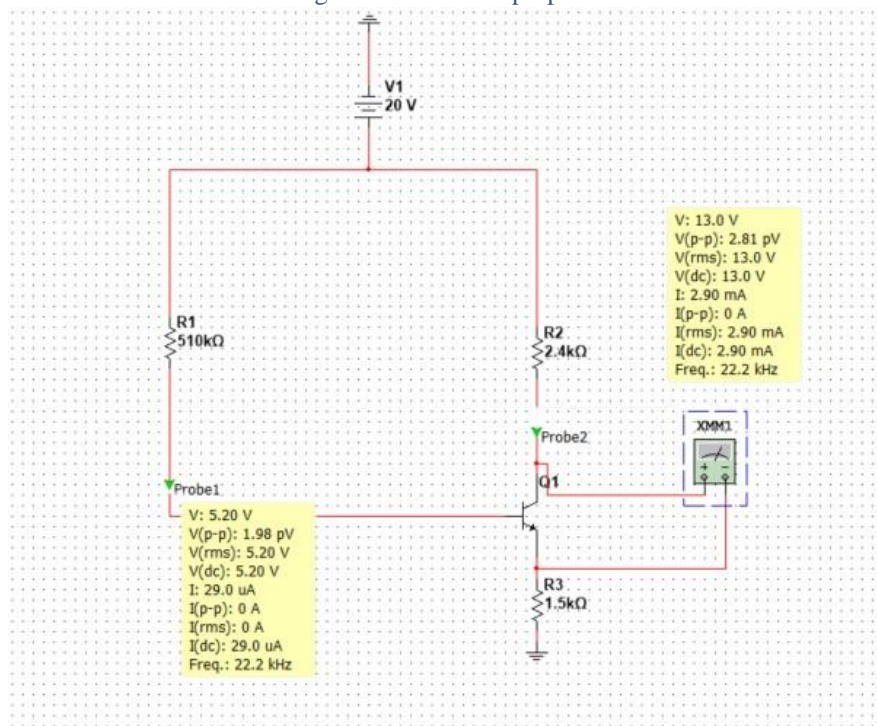 V1
20 V
V: 13.0 V
V(p-p): 2.81 pV
V(rms): 13.0 V
V(dc): 13.0 V
I: 2.90 mA
I(p-p): 0 A
I(rms): 2.90 mA
I(dc): 2.90 mA
Freq.: 22.2 kHz
R1
510kΩ
R2
2.4kΩ
XMM1
Probe2
Q1
Probe1
V: 5.20 V
V(p-p): 1.98 pV
V(rms): 5.20 V
V(dc): 5.20 V
I: 29.0 uA
I(p-p): 0 A
I(rms): 0 A
I(dc): 29.0 uA
Freq.: 22.2 kHz
R3
1.5kΩ